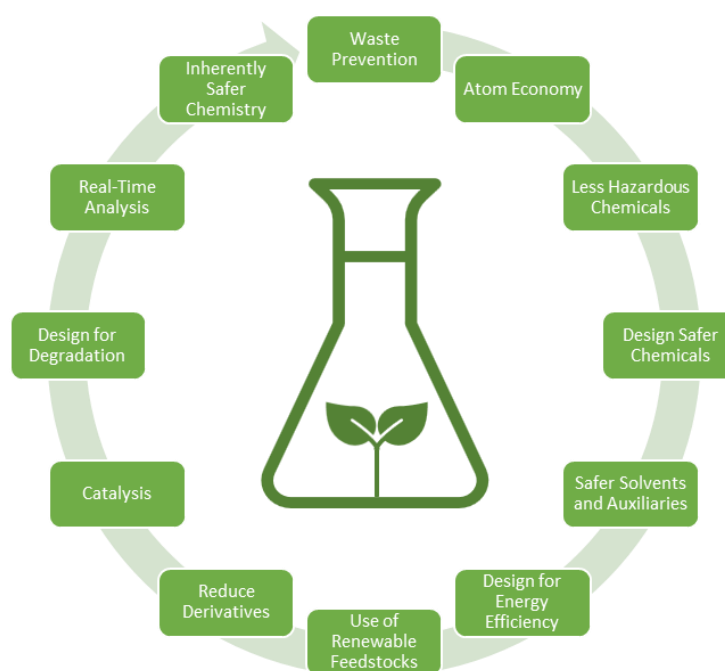 Waste
Prevention
Atom Economy
Less Hazardous
Chemicals
Design Safer
Chemicals
Safer Solvents
and Auxiliaries
Design for
Energy
Efficiency
Use of
Renewable
Feedstocks
Reduce
Derivatives
Catalysis
Design for
Degradation
Real-Time
Analysis
Inherently
Safer
Chemistry